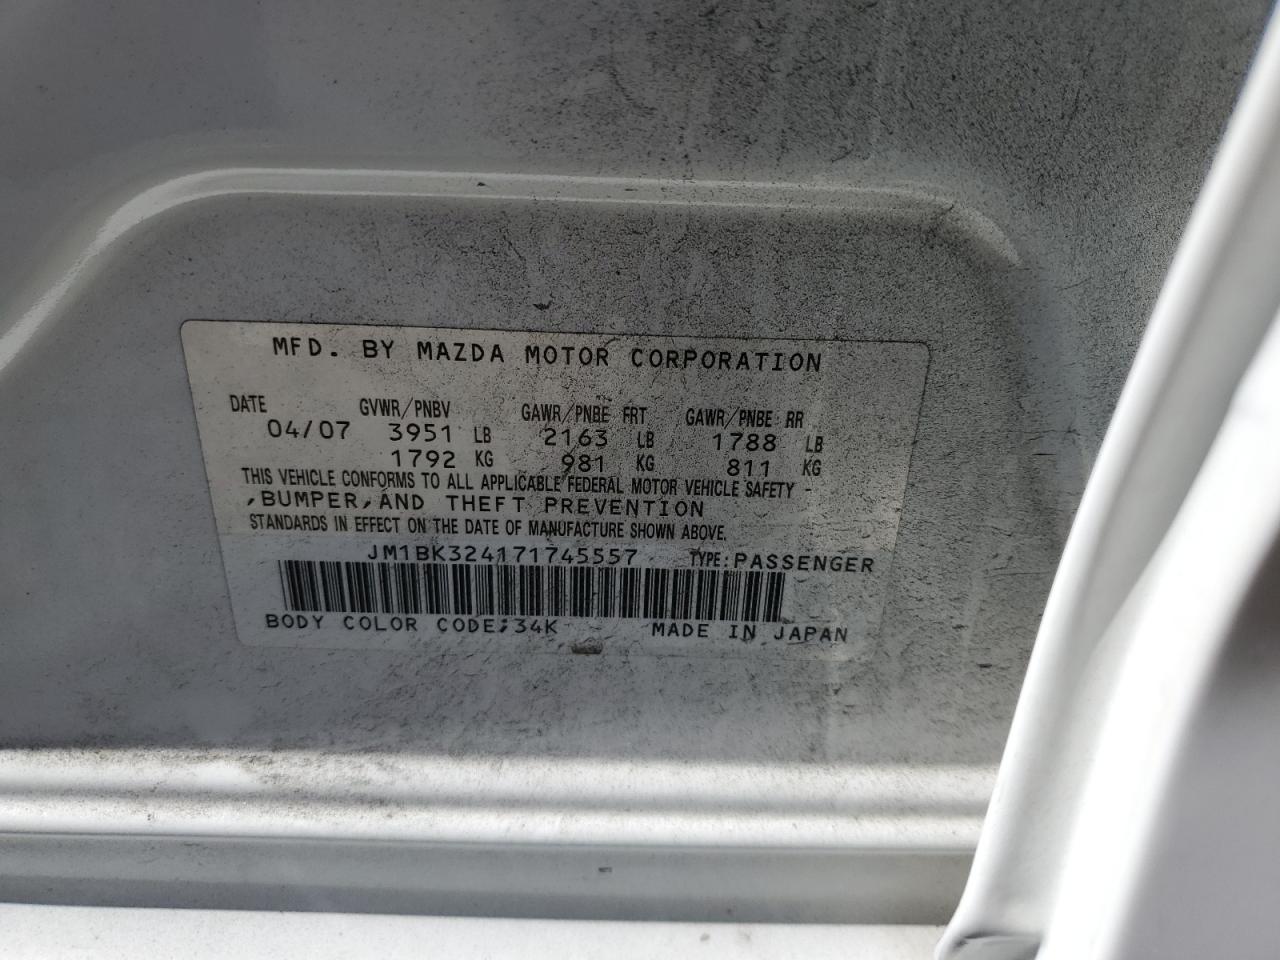 MFD. BY MAZDA MOTOR CORPORATION
DATE GVWR/PNBV GAWR/PNBE FRT GAWR/PNBE RR
04/07 3951 LB 2163 LB 1788 LB
1792 KG 981 KG 811 KG
THIS VEHICLE CONFORMS TO ALL APPLICABLE FEDERAL MOTOR VEHICLE SAFETY -
,BUMPER,AND THEFT PREVENTION
STANDARDS IN EFFECT ON THE DATE OF MANUFACTURE SHOWN ABOVE.
JM1BK324171745557 TYPE:PASSENGER
BODY COLOR CODE:34K MADE IN JAPAN